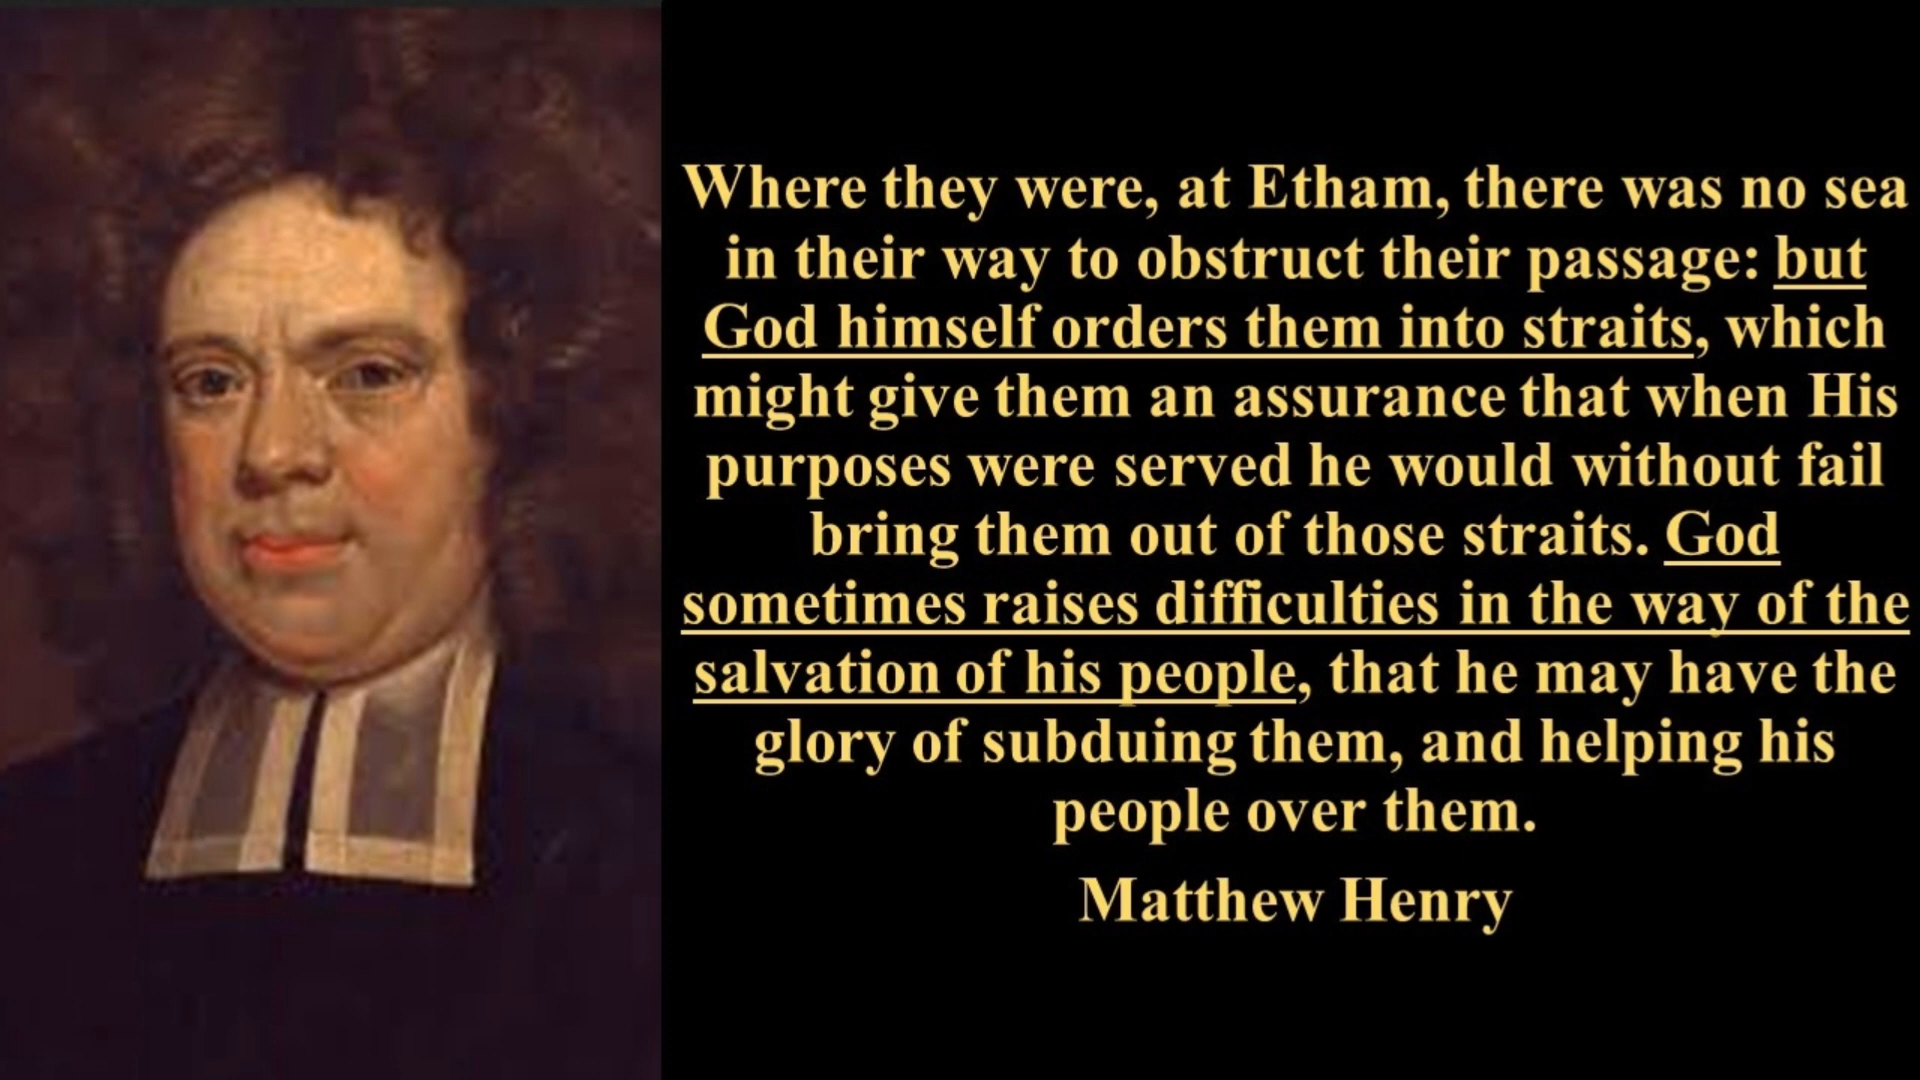 Where they were, at Etham, there was no sea
in their way to obstruct their passage: but
God himself orders them into straits, which
might give them an assurance that when His
purposes were served he would without fail
bring them out of those straits. God
sometimes raises difficulties in the way of the
salvation of his people, that he may have the
glory of subduing them, and helping his
people over them.
Matthew Henry